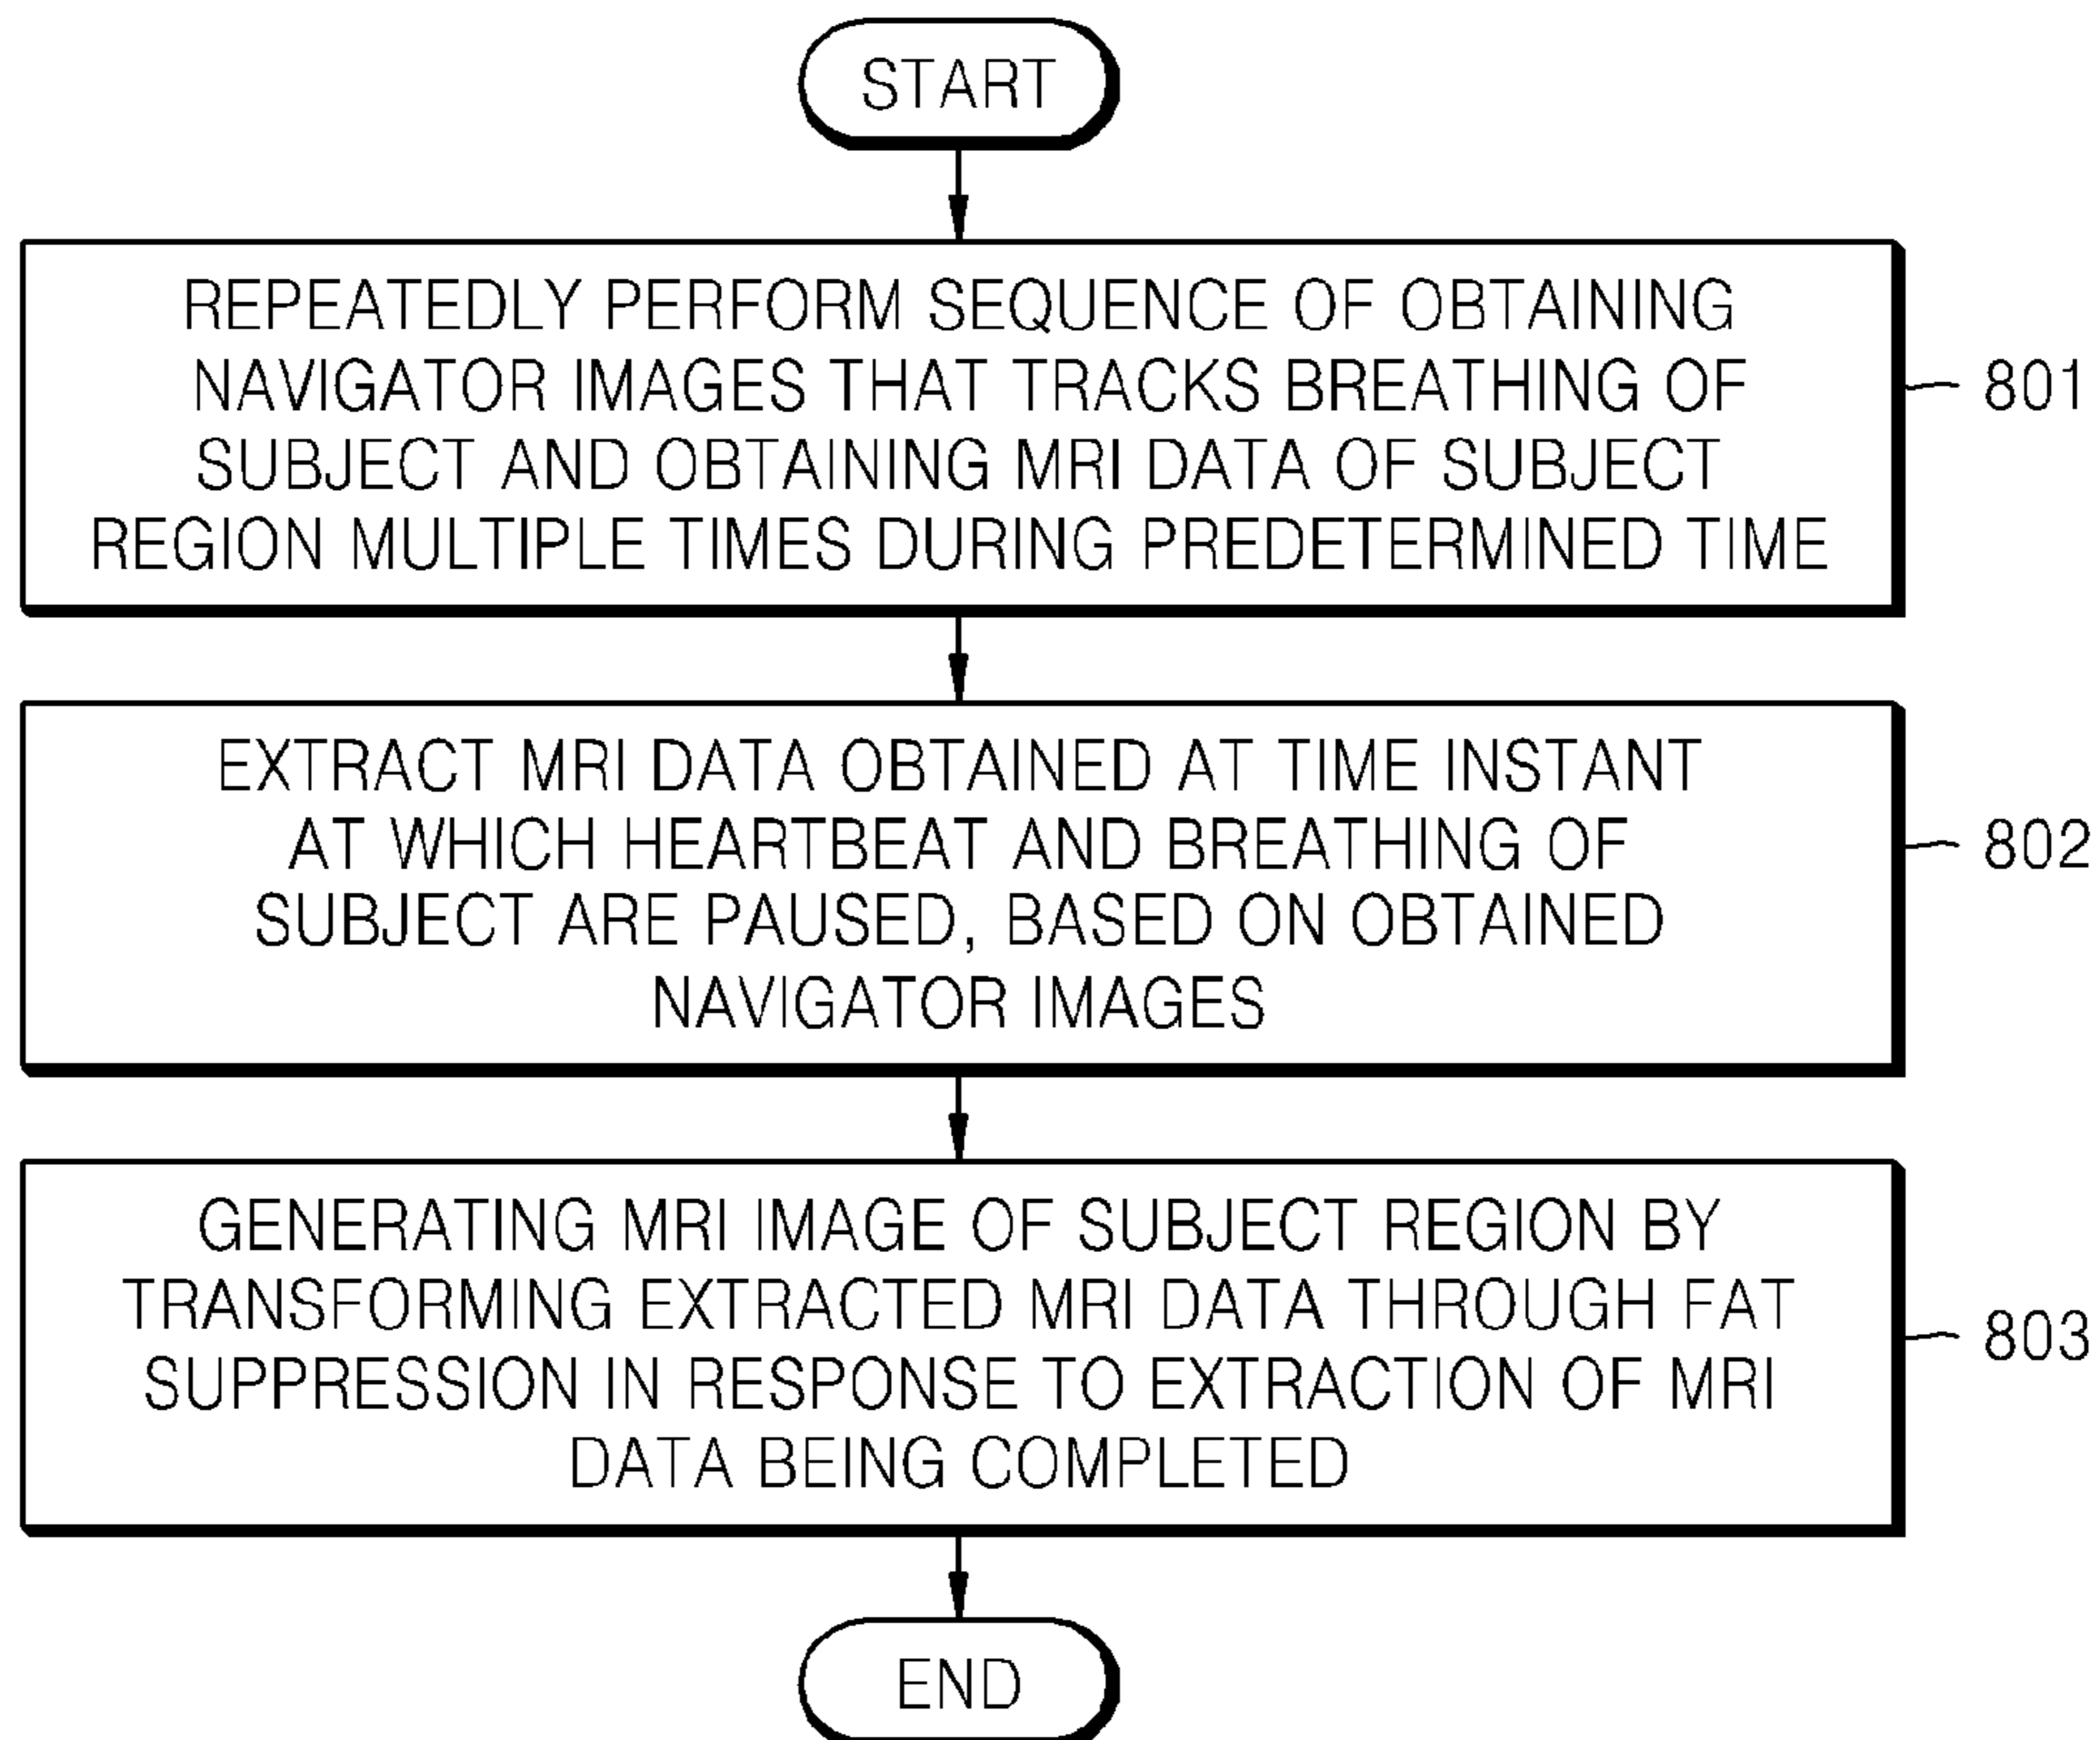 START
REPEATEDLY PERFORM SEQUENCE OF OBTAINING
NAVIGATOR IMAGES THAT TRACKS BREATHING OF
SUBJECT AND OBTAINING MRI DATA OF SUBJECT
REGION MULTIPLE TIMES DURING PREDETERMINED TIME
801
EXTRACT MRI DATA OBTAINED AT TIME INSTANT
AT WHICH HEARTBEAT AND BREATHING OF
SUBJECT ARE PAUSED, BASED ON OBTAINED
NAVIGATOR IMAGES
802
GENERATING MRI IMAGE OF SUBJECT REGION BY
TRANSFORMING EXTRACTED MRI DATA THROUGH FAT
SUPPRESSION IN RESPONSE TO EXTRACTION OF MRI
DATA BEING COMPLETED
803
END